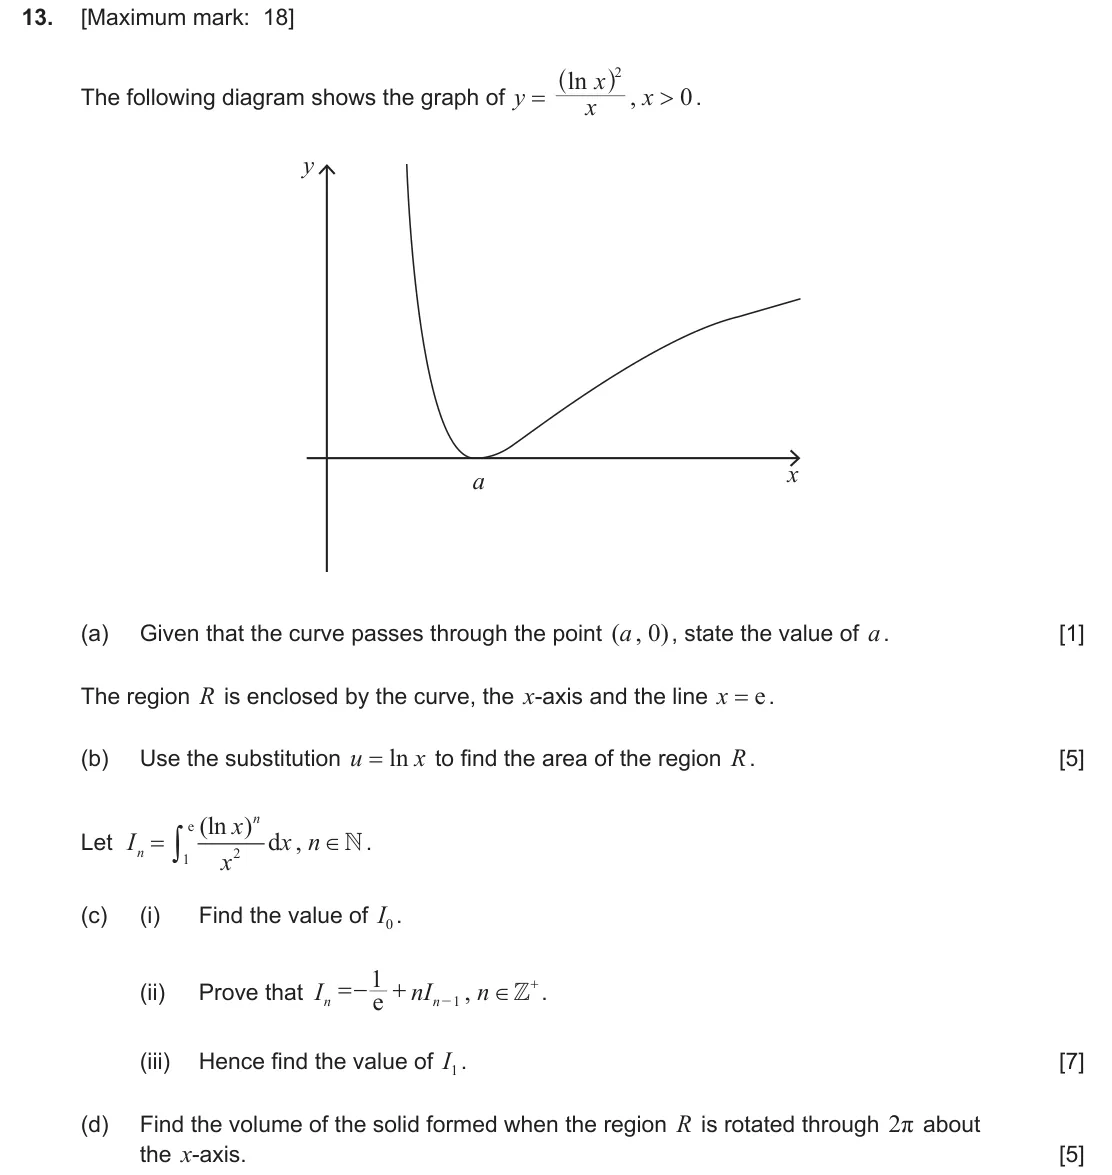 13. [Maximum mark: 18]
The following diagram shows the graph of y = (ln x)² / x , x > 0 .
y
a
x
(a) Given that the curve passes through the point (a , 0) , state the value of a . [1]
The region R is enclosed by the curve, the x-axis and the line x = e .
(b) Use the substitution u = ln x to find the area of the region R . [5]
Let Iₙ = ∫₁ᵉ (ln x)ⁿ / x² dx , n ∈ ℕ .
(c) (i) Find the value of I₀ .
(ii) Prove that Iₙ = −1/e + nIₙ₋₁ , n ∈ ℤ⁺ .
(iii) Hence find the value of I₁ . [7]
(d) Find the volume of the solid formed when the region R is rotated through 2π about
the x-axis. [5]